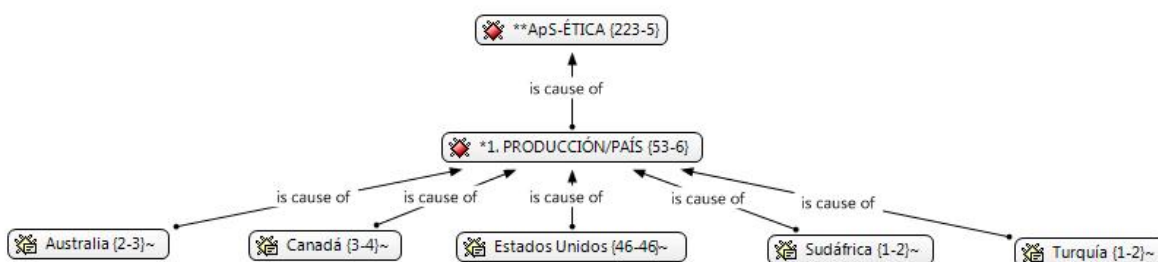 **ApS-ÉTICA {223-5}
is cause of
*1. PRODUCCIÓN/PAÍS {53-6}
is cause of
is cause of
is cause of
is cause of
is cause of
Australia {2-3}~
Canadá {3-4}~
Estados Unidos {46-46}~
Sudáfrica {1-2}~
Turquía {1-2}~